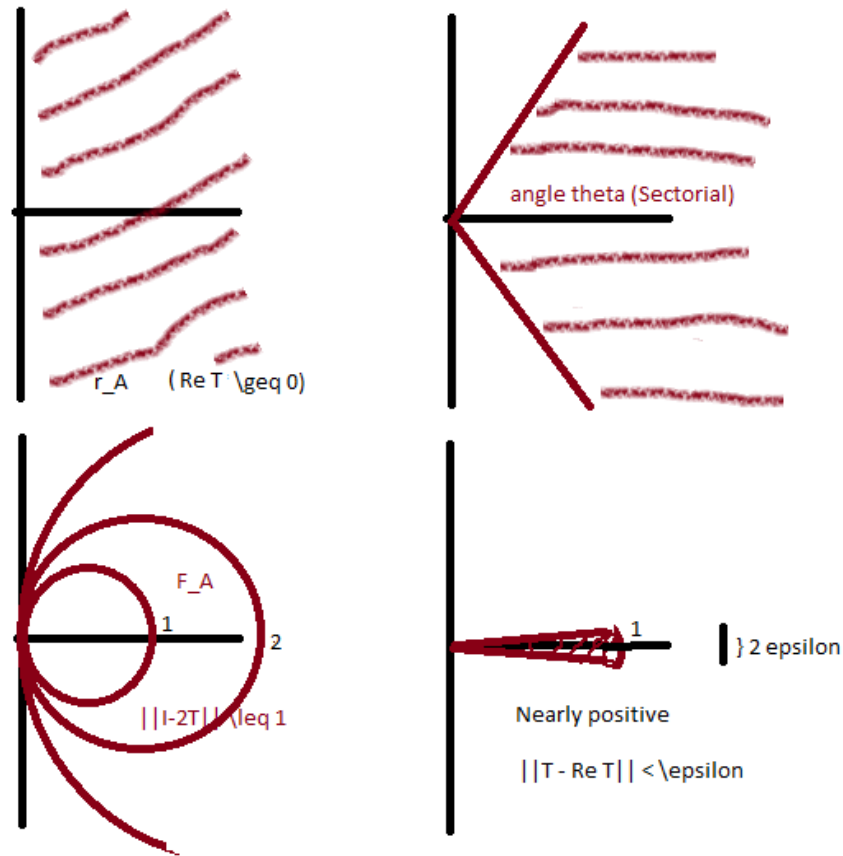 angle theta (Sectorial)
r_A (Re T \geq 0)
F_A
1
2
||I-2T|| \leq 1
1
} 2 epsilon
Nearly positive
||T - Re T|| < \epsilon